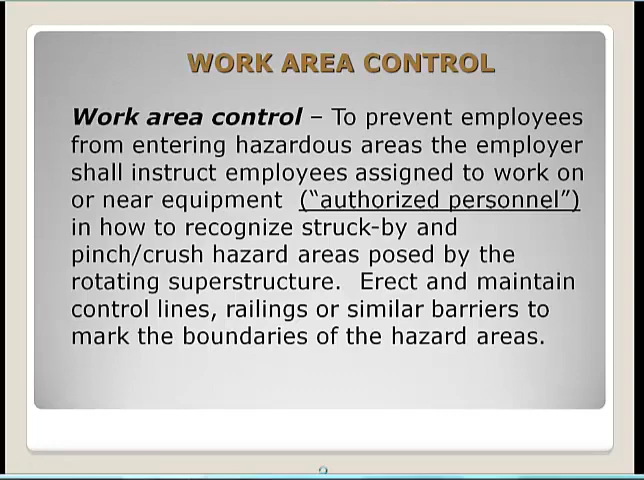 WORK AREA CONTROL
Work area control – To prevent employees
from entering hazardous areas the employer
shall instruct employees assigned to work on
or near equipment (“authorized personnel”)
in how to recognize struck-by and
pinch/crush hazard areas posed by the
rotating superstructure. Erect and maintain
control lines, railings or similar barriers to
mark the boundaries of the hazard areas.